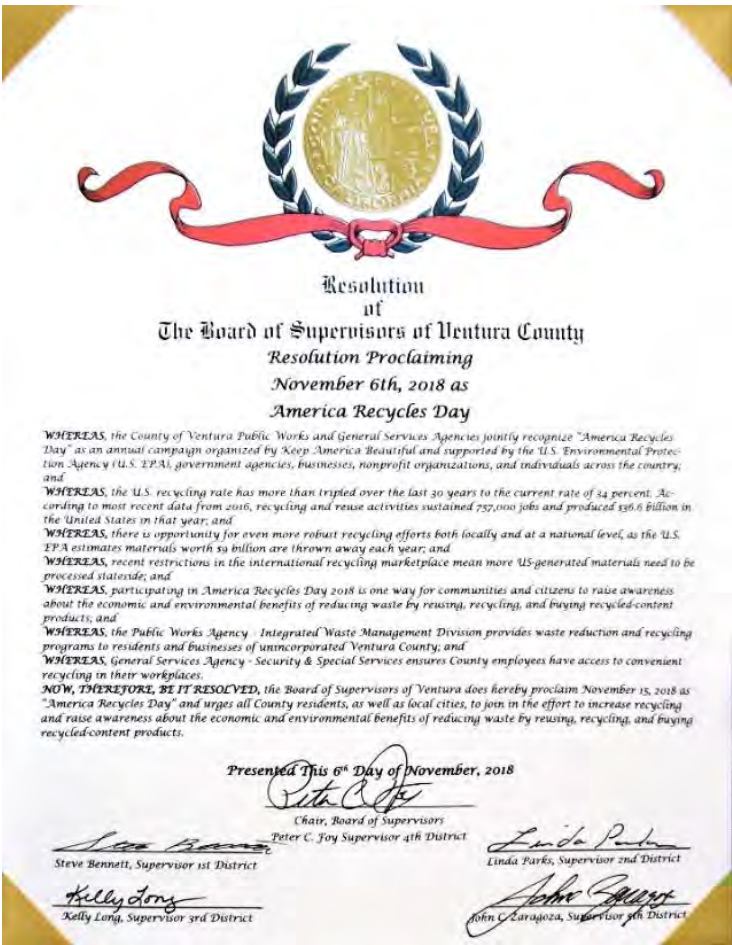 COUNTY OF VENTURA
CALIFORNIA
Resolution
of
The Board of Supervisors of Ventura County
Resolution Proclaiming
November 6th, 2018 as
America Recycles Day
WHEREAS, the County of Ventura Public Works and General Services Agencies jointly recognize "America Recycles
Day" as an annual campaign organized by Keep America Beautiful and supported by the U.S. Environmental Protec-
tion Agency (U.S. EPA), government agencies, businesses, nonprofit organizations, and individuals across the country;
and
WHEREAS, the U.S. recycling rate has more than tripled over the last 30 years to the current rate of 34 percent. Ac-
cording to most recent data from 2016, recycling and reuse activities sustained 757,000 jobs and produced $36.6 billion in
the United States in that year; and
WHEREAS, there is opportunity for even more robust recycling efforts both locally and at a national level, as the U.S.
EPA estimates materials worth $9 billion are thrown away each year; and
WHEREAS, recent restrictions in the international recycling marketplace mean more US-generated materials need to be
processed stateside; and
WHEREAS, participating in America Recycles Day 2018 is one way for communities and citizens to raise awareness
about the economic and environmental benefits of reducing waste by reusing, recycling, and buying recycled-content
products; and
WHEREAS, the Public Works Agency - Integrated Waste Management Division provides waste reduction and recycling
programs to residents and businesses of unincorporated Ventura County; and
WHEREAS, General Services Agency - Security & Special Services ensures County employees have access to convenient
recycling in their workplaces.
NOW, THEREFORE, BE IT RESOLVED, the Board of Supervisors of Ventura does hereby proclaim November 15, 2018 as
"America Recycles Day" and urges all County residents, as well as local cities, to join in the effort to increase recycling
and raise awareness about the economic and environmental benefits of reducing waste by reusing, recycling, and buying
recycled-content products.
Presented This 6th Day of November, 2018
Chair, Board of Supervisors
Peter C. Foy Supervisor 4th District
Steve Bennett, Supervisor 1st District
Linda Parks, Supervisor 2nd District
Kelly Long
Kelly Long, Supervisor 3rd District
John C. Zaragoza, Supervisor 5th District